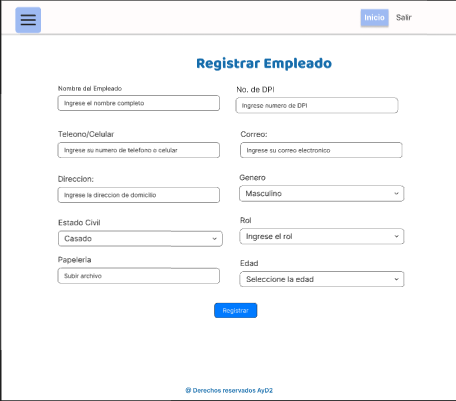 Inicio Salir
Registrar Empleado
Nombre del Empleado
Ingrese el nombre completo
No. de DPI
Ingrese numero de DPI
Teleono/Celular
Ingrese su numero de telefono o celular
Correo:
Ingrese su correo electronico
Direccion:
Ingrese la direccion de domicilio
Genero
Masculino
Estado Civil
Casado
Rol
Ingrese el rol
Papeleria
Subir archivo
Edad
Seleccione la edad
Registrar
@ Derechos reservados AyD2